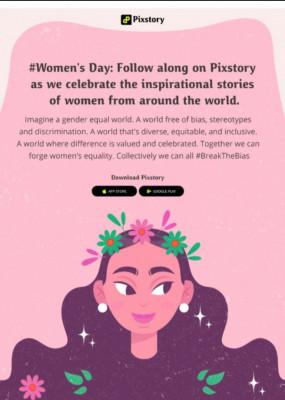 Pixstory
#Women's Day: Follow along on Pixstory
as we celebrate the inspirational stories
of women from around the world.
Imagine a gender equal world. A world free of bias, stereotypes
and discrimination. A world that's diverse, equitable, and inclusive.
A world where difference is valued and celebrated. Together we can
forge women's equality. Collectively we can all #BreakTheBias
Download Pixstory
APP STORE
GOOGLE PLAY